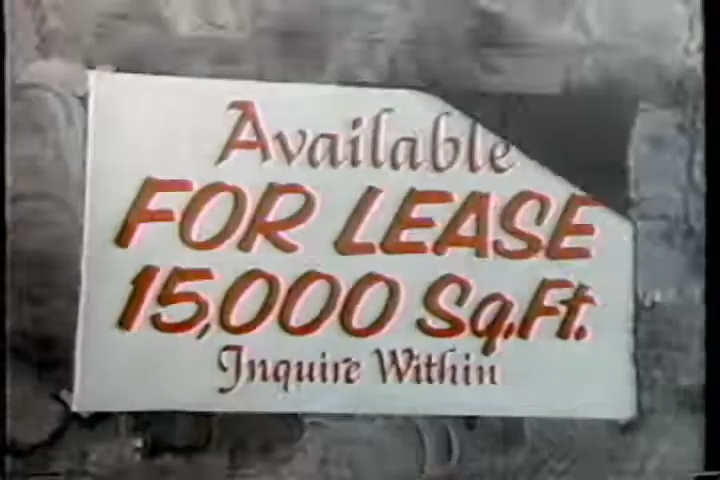 Available
FOR LEASE
15,000 Sq.Ft.
Inquire Within